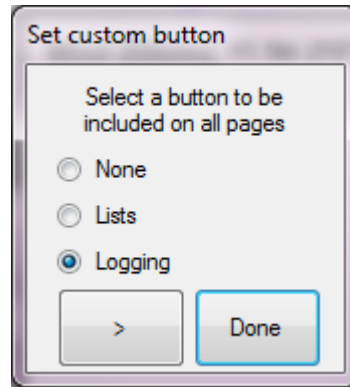 Set custom button
Select a button to be
included on all pages
None
Lists
Logging
>
Done